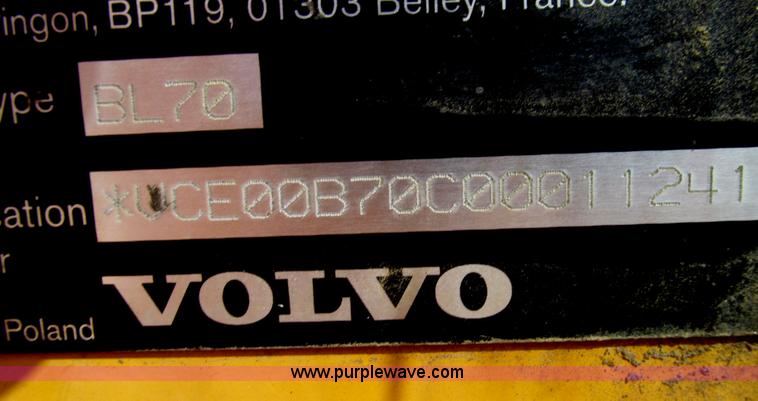 ingon, BP119, 01303 Belley, France.
ype BL70
cation *VCE00B70C00011241
r
VOLVO
Poland
www.purplewave.com